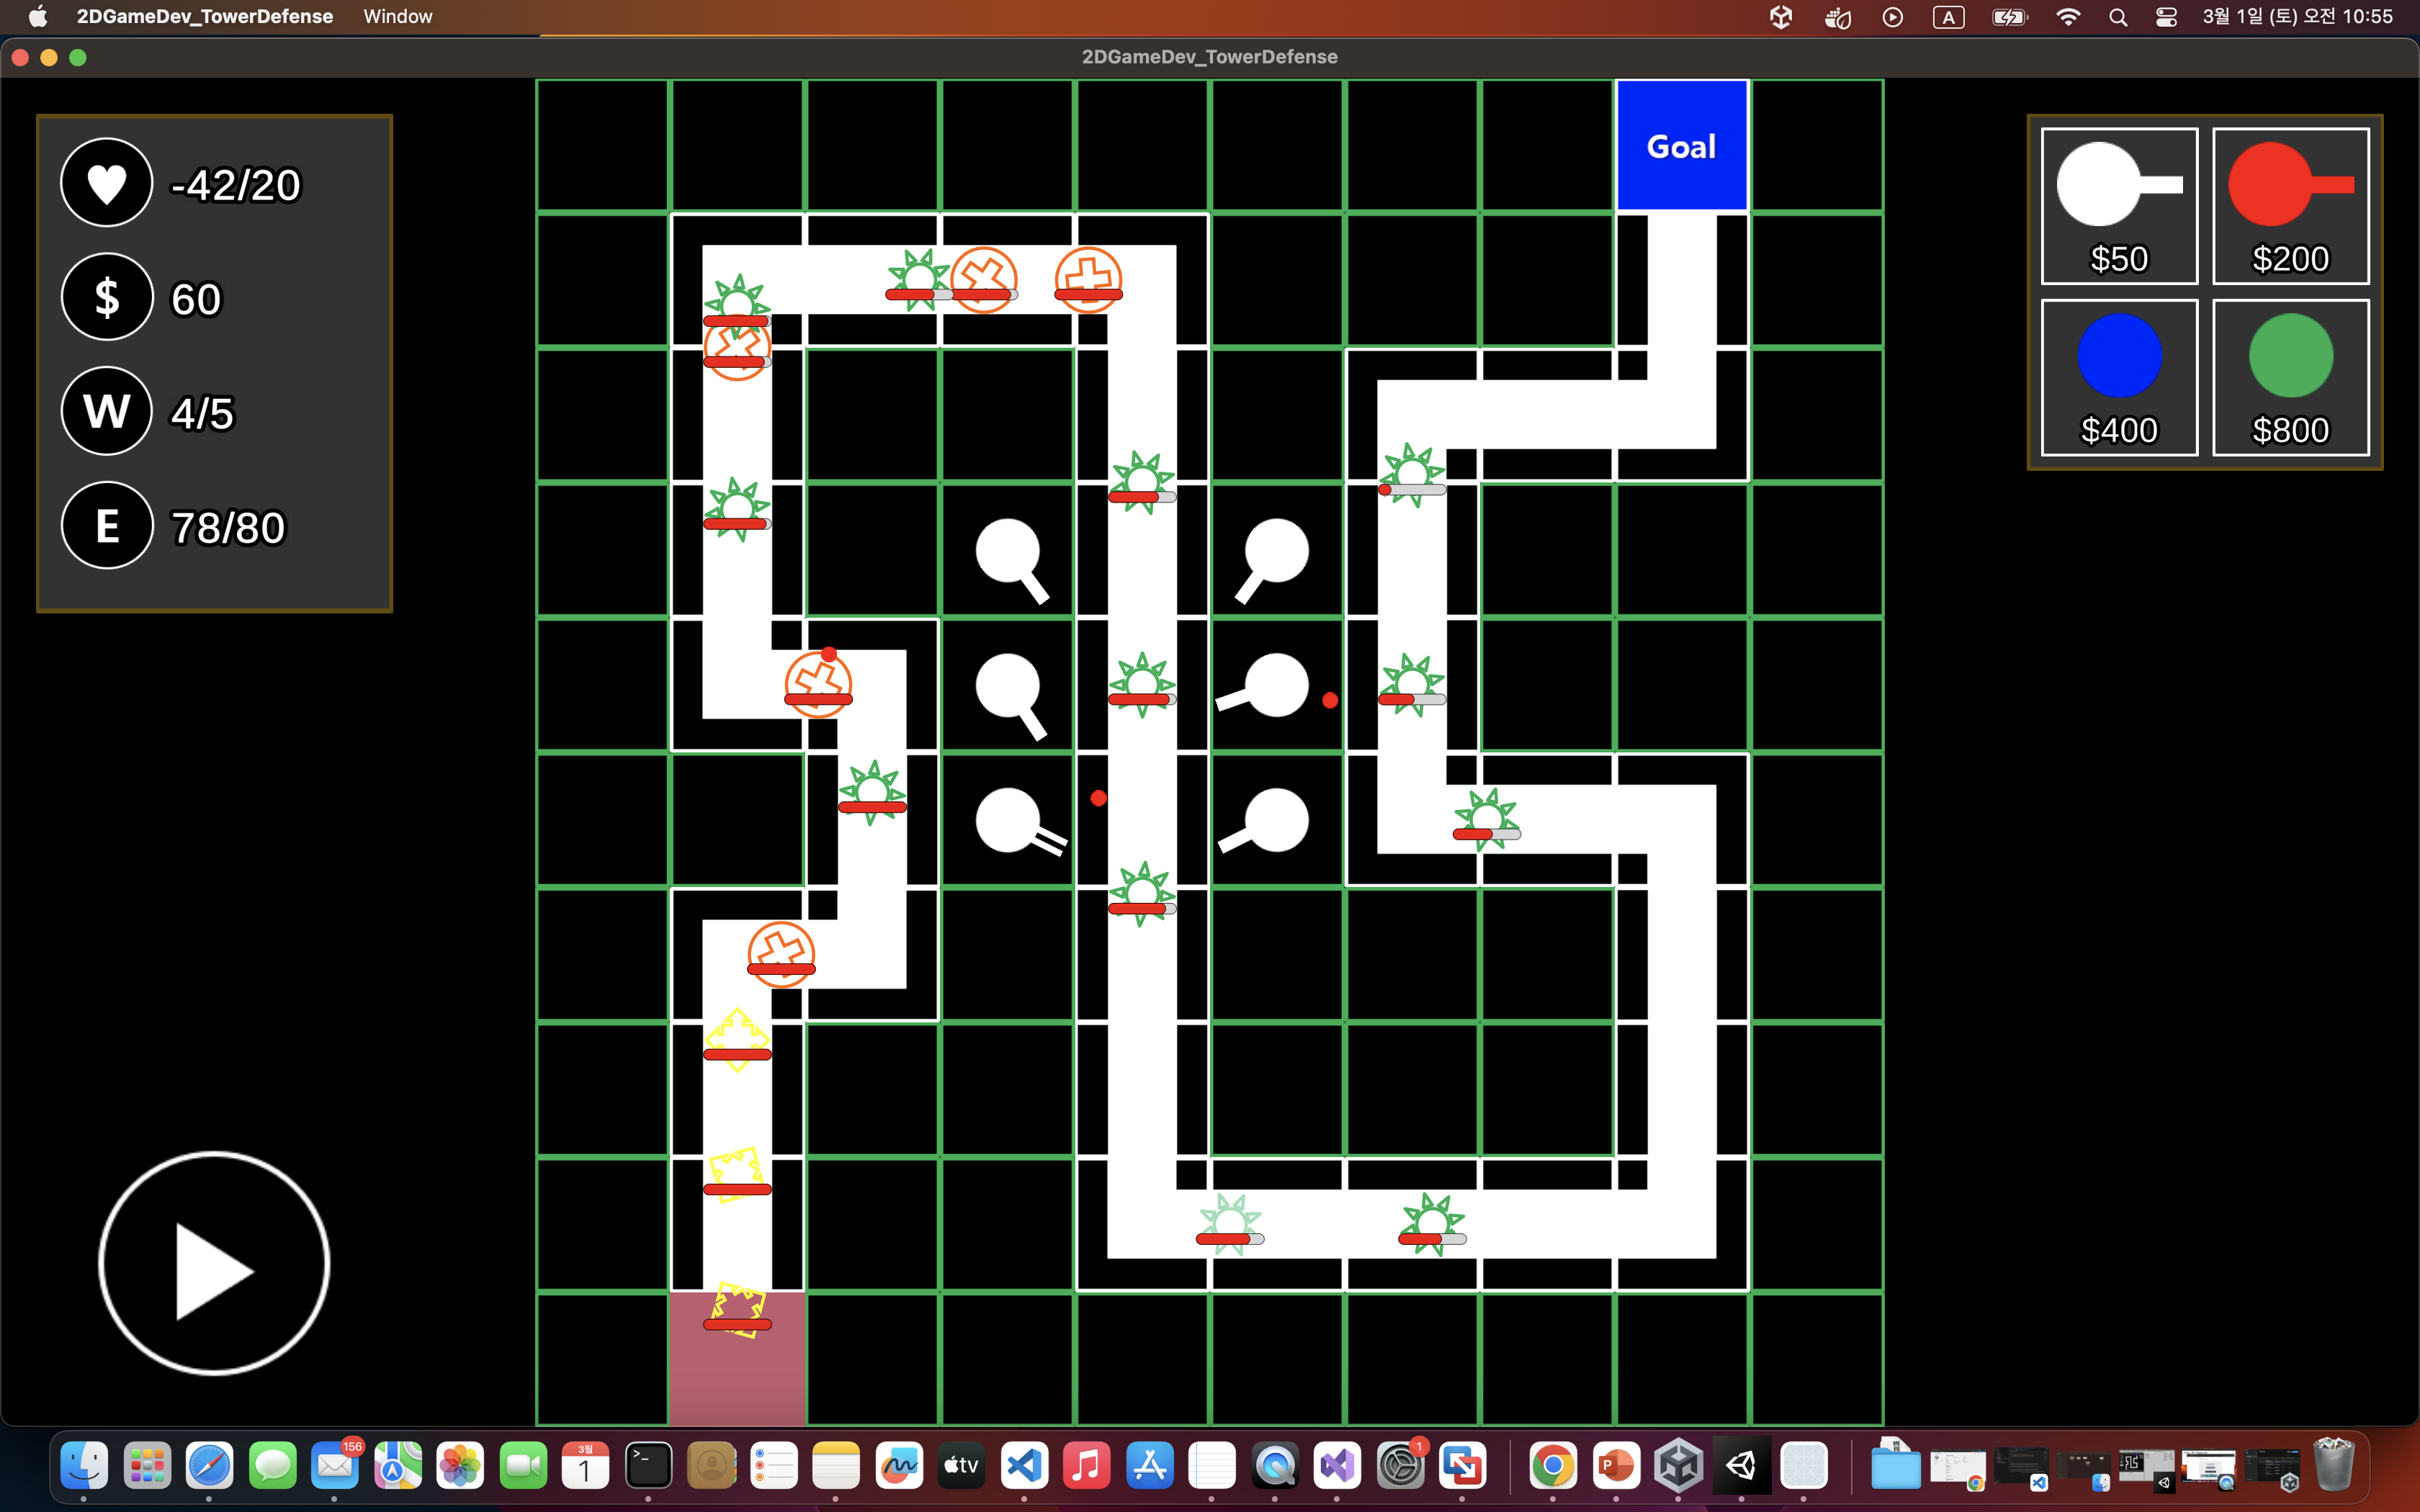 2DGameDev_TowerDefense Window A 3월 1일 (토) 오전 10:55
2DGameDev_TowerDefense
-42/20
$ 60
W 4/5
E 78/80
Goal
$50 $200
$400 $800
156
3월
1
tv
1
P